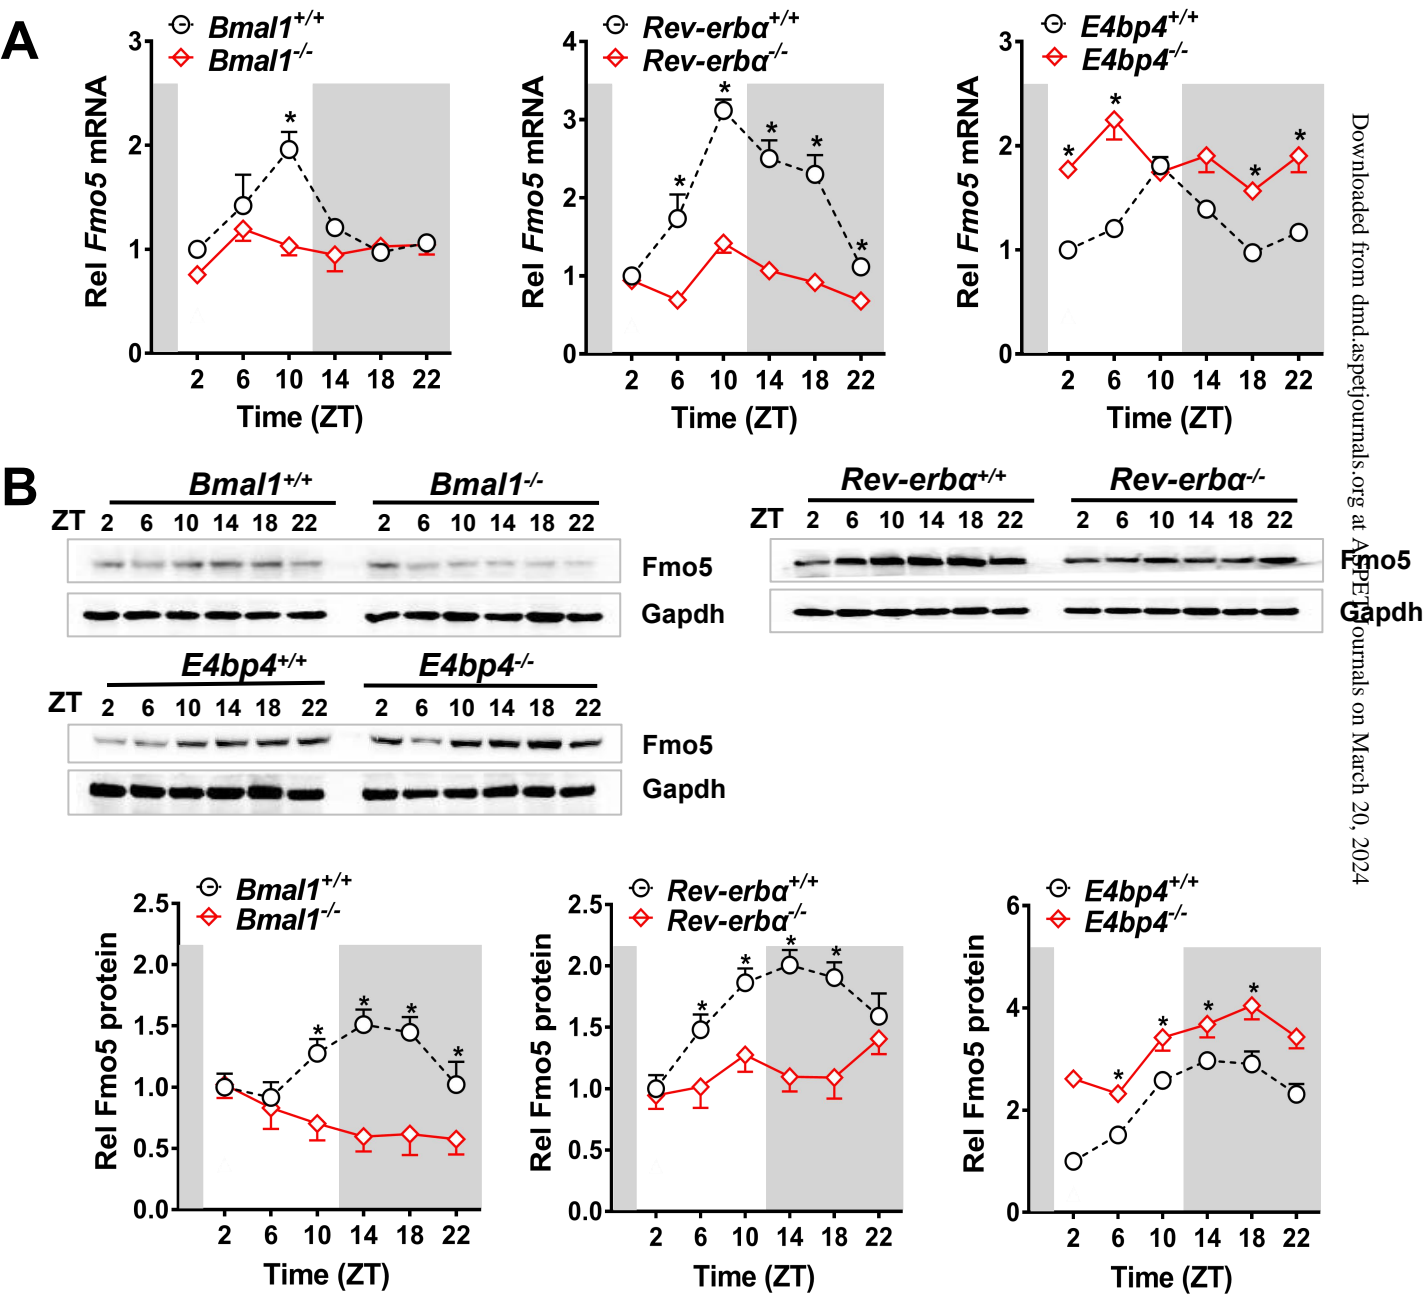 A
Bmal1+/+
Bmal1-/-
Rel Fmo5 mRNA
3
2
1
0
2 6 10 14 18 22
Time (ZT)
*
Rev-erbα+/+
Rev-erbα-/-
Rel Fmo5 mRNA
4
3
2
1
0
2 6 10 14 18 22
Time (ZT)
* * * * *
E4bp4+/+
E4bp4-/-
Rel Fmo5 mRNA
3
2
1
0
2 6 10 14 18 22
Time (ZT)
* * * *
B
Bmal1+/+ Bmal1-/-
ZT 2 6 10 14 18 22 2 6 10 14 18 22
Fmo5
Gapdh
Rev-erbα+/+ Rev-erbα-/-
ZT 2 6 10 14 18 22 2 6 10 14 18 22
Fmo5
Gapdh
E4bp4+/+ E4bp4-/-
ZT 2 6 10 14 18 22 2 6 10 14 18 22
Fmo5
Gapdh
Bmal1+/+
Bmal1-/-
Rel Fmo5 protein
2.5
2.0
1.5
1.0
0.5
0.0
2 6 10 14 18 22
Time (ZT)
* * * *
Rev-erbα+/+
Rev-erbα-/-
Rel Fmo5 protein
2.5
2.0
1.5
1.0
0.5
0.0
2 6 10 14 18 22
Time (ZT)
* * * *
E4bp4+/+
E4bp4-/-
Rel Fmo5 protein
6
4
2
0
2 6 10 14 18 22
Time (ZT)
* * * *
Downloaded from dmd.aspetjournals.org at ASPET Journals on March 20, 2024